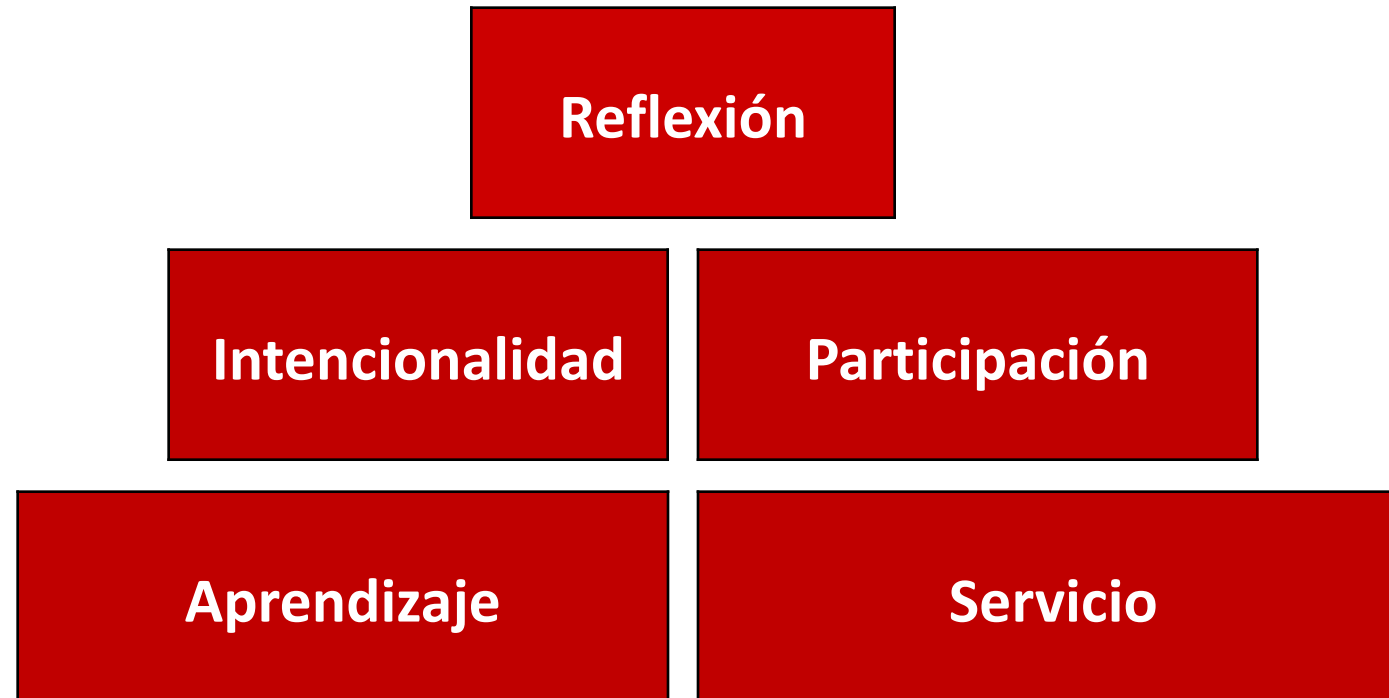 Reflexión
Intencionalidad
Participación
Aprendizaje
Servicio